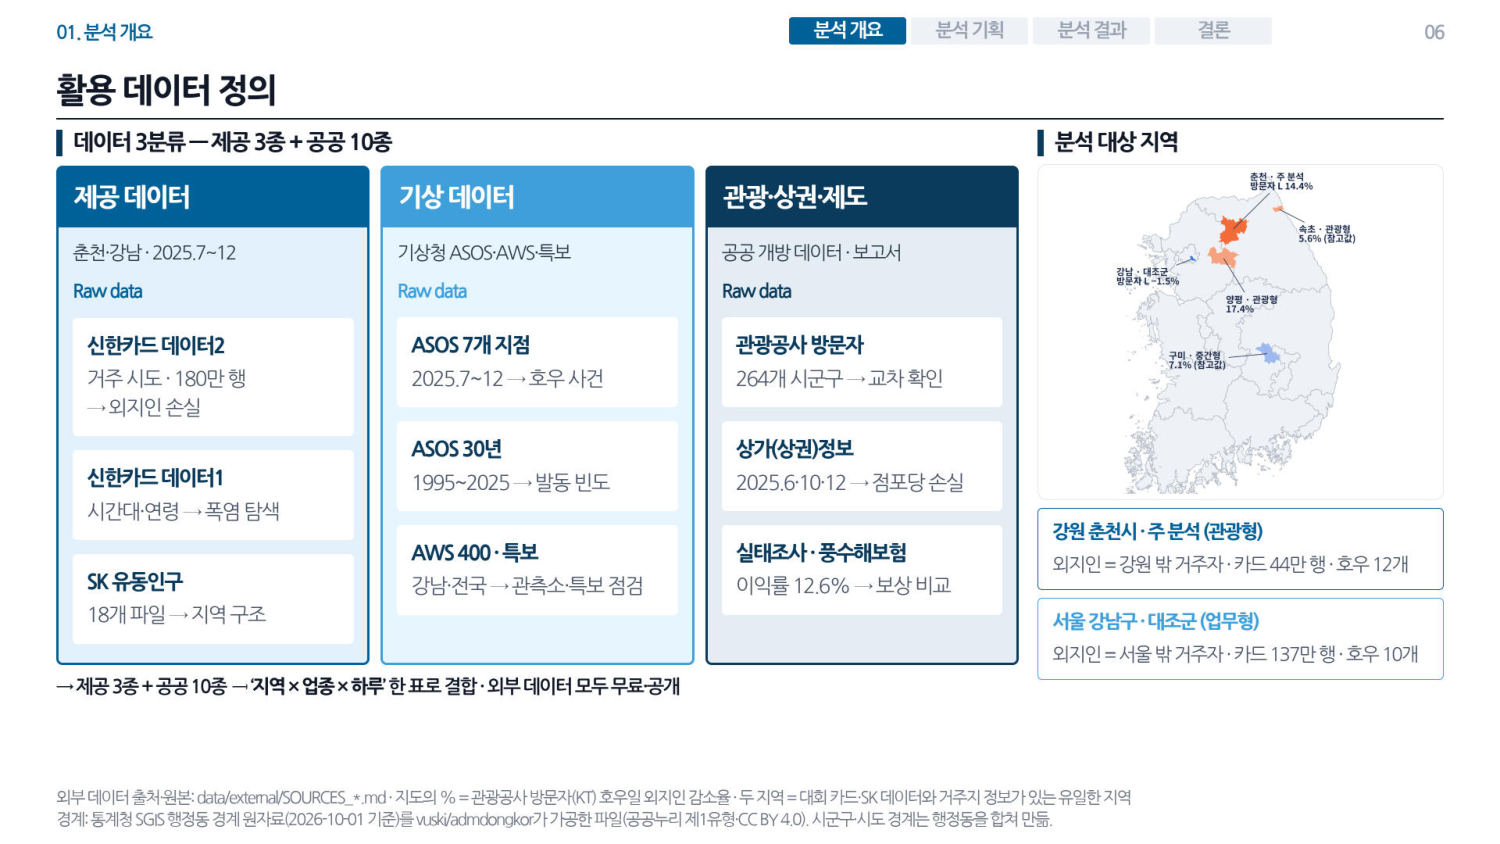 01. 분석 개요
분석 개요
분석 기획
분석 결과
결론
06
활용 데이터 정의
데이터 3분류 — 제공 3종 + 공공 10종
제공 데이터
춘천·강남 · 2025.7~12
Raw data
신한카드 데이터2
거주 시도 · 180만 행
→ 외지인 손실
신한카드 데이터1
시간대·연령 → 폭염 탐색
SK 유동인구
18개 파일 → 지역 구조
기상 데이터
기상청 ASOS·AWS·특보
Raw data
ASOS 7개 지점
2025.7~12 → 호우 사건
ASOS 30년
1995~2025 → 발동 빈도
AWS 400 · 특보
강남·전국 → 관측소·특보 점검
관광·상권·제도
공공 개방 데이터 · 보고서
Raw data
관광공사 방문자
264개 시군구 → 교차 확인
상가(상권)정보
2025.6·10·12 → 점포당 손실
실태조사 · 풍수해보험
이익률 12.6% → 보상 비교
→ 제공 3종 + 공공 10종 → ‘지역 × 업종 × 하루’ 한 표로 결합 · 외부 데이터 모두 무료·공개
분석 대상 지역
춘천 · 주 분석
방문자 L 14.4%
속초 · 관광형
5.6% (참고값)
강남 · 대조군
방문자 L −1.5%
양평 · 관광형
17.4%
구미 · 중간형
7.1% (참고값)
강원 춘천시 · 주 분석 (관광형)
외지인 = 강원 밖 거주자 · 카드 44만 행 · 호우 12개
서울 강남구 · 대조군 (업무형)
외지인 = 서울 밖 거주자 · 카드 137만 행 · 호우 10개
외부 데이터 출처·원본: data/external/SOURCES_*.md · 지도의 % = 관광공사 방문자(KT) 호우일 외지인 감소율 · 두 지역 = 대회 카드·SK 데이터와 거주지 정보가 있는 유일한 지역
경계: 통계청 SGIS 행정동 경계 원자료(2026-10-01 기준)를 vuski/admdongkor가 가공한 파일(공공누리 제1유형·CC BY 4.0). 시군구·시도 경계는 행정동을 합쳐 만듦.